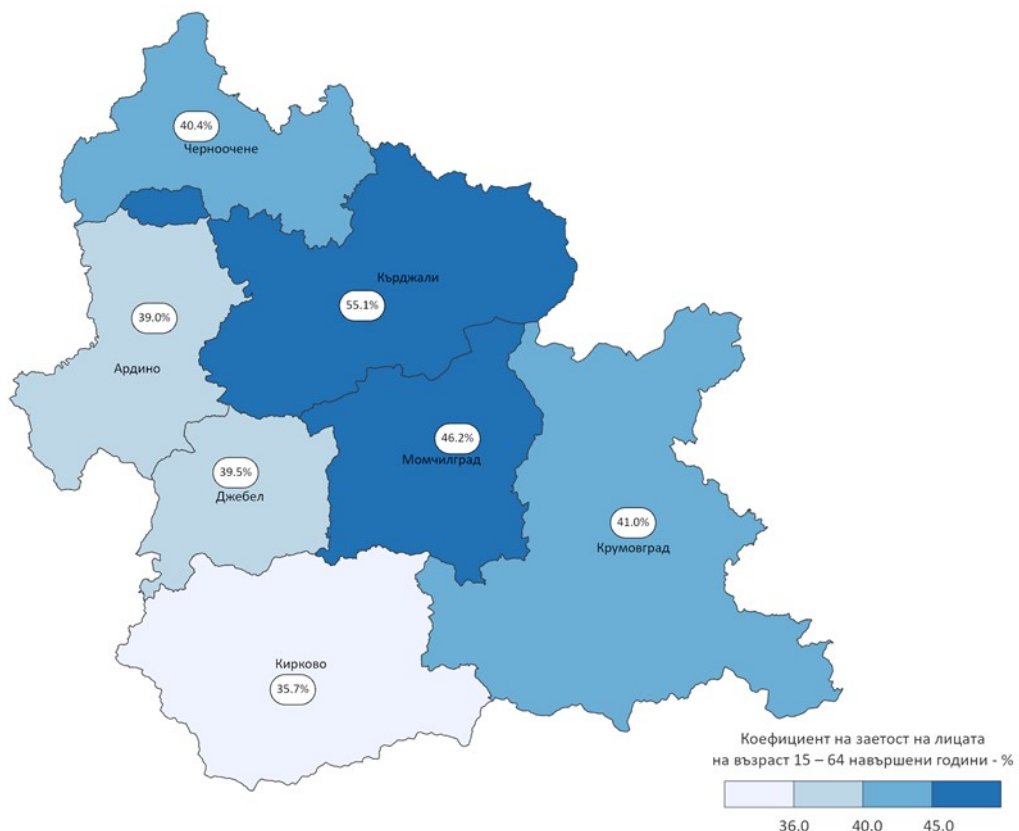 40.4%
Черноочене
Кърджали
55.1%
39.0%
Ардино
46.2%
Момчилград
39.5%
Джебел
41.0%
Крумовград
Кирково
35.7%
Коефициент на заетост на лицата
на възраст 15 – 64 навършени години - %
36.0 40.0 45.0